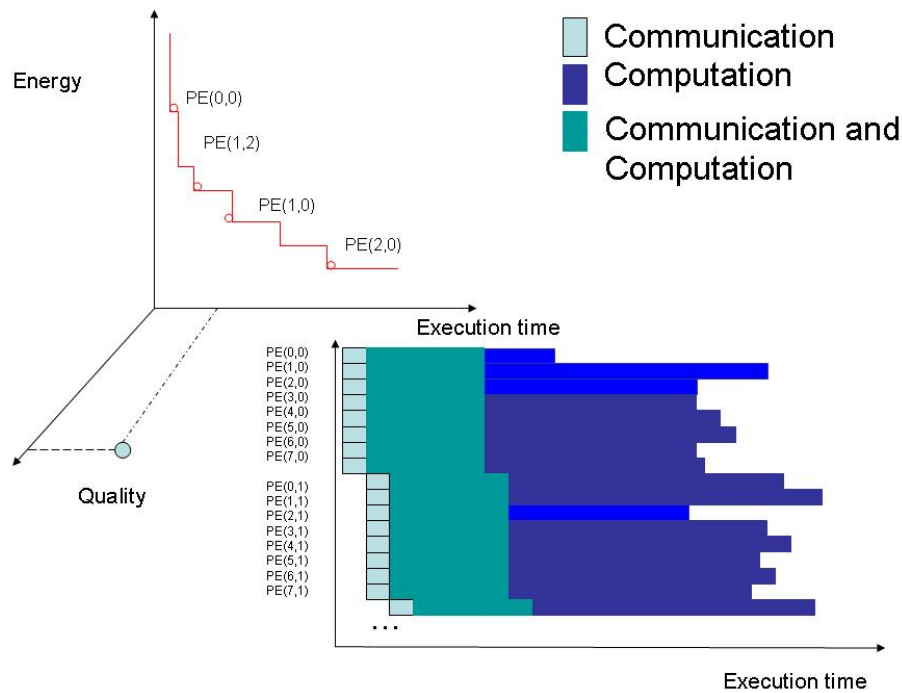 Communication
Computation
Communication and
Computation
Energy
PE(0,0)
PE(1,2)
PE(1,0)
PE(2,0)
Execution time
Quality
PE(0,0)
PE(1,0)
PE(2,0)
PE(3,0)
PE(4,0)
PE(5,0)
PE(6,0)
PE(7,0)
PE(0,1)
PE(1,1)
PE(2,1)
PE(3,1)
PE(4,1)
PE(5,1)
PE(6,1)
PE(7,1)
...
Execution time